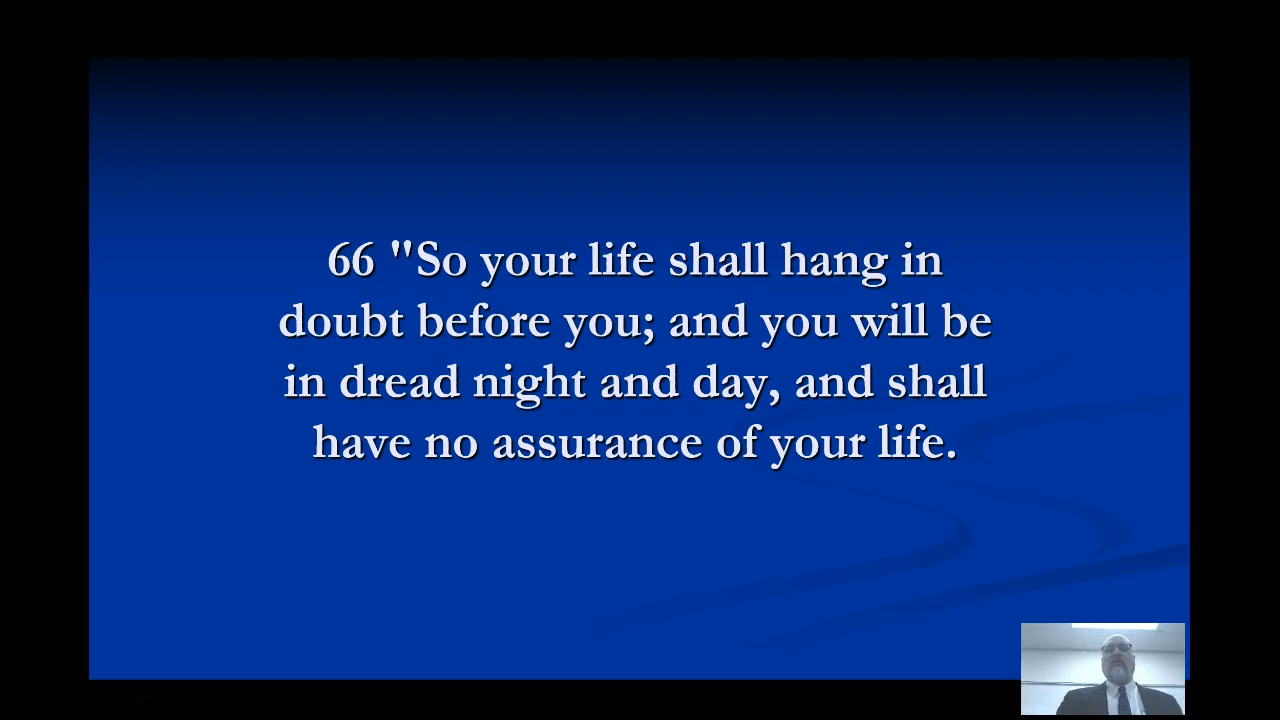 66 "So your life shall hang in
doubt before you; and you will be
in dread night and day, and shall
have no assurance of your life.